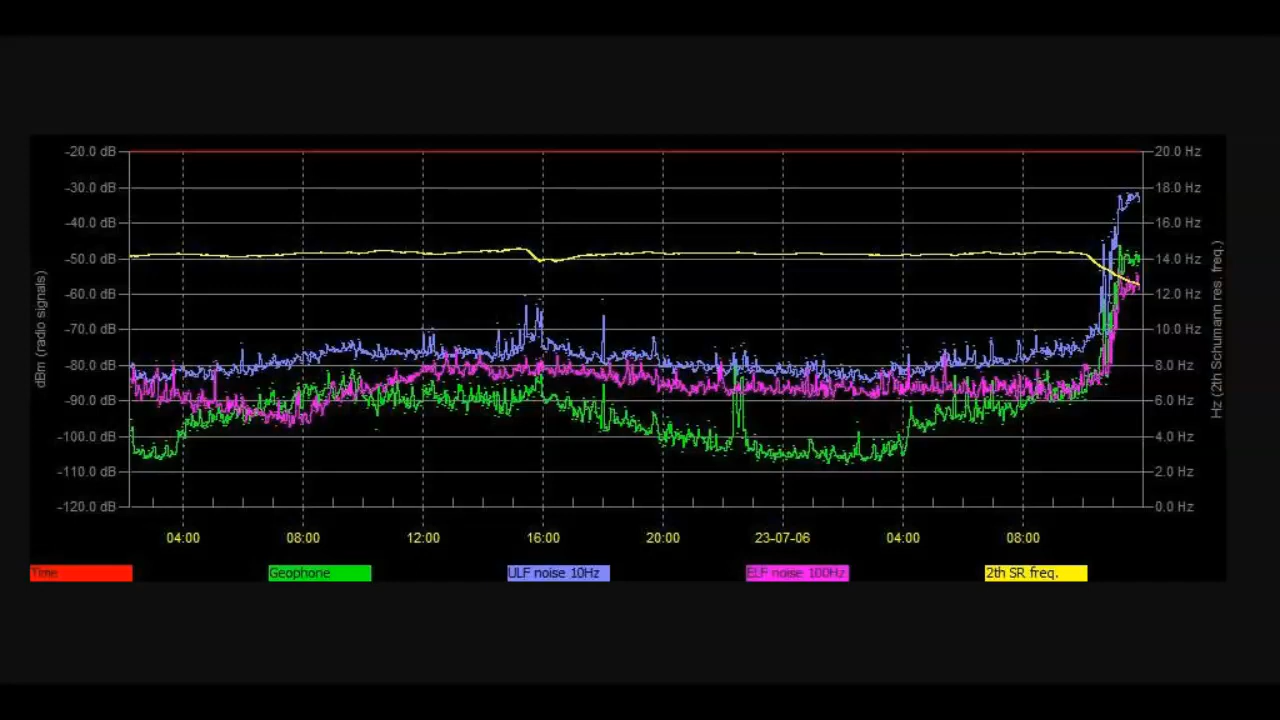 -20.0 dB
20.0 Hz
-30.0 dB
18.0 Hz
-40.0 dB
16.0 Hz
-50.0 dB
14.0 Hz
-60.0 dB
12.0 Hz
-70.0 dB
10.0 Hz
-80.0 dB
8.0 Hz
-90.0 dB
6.0 Hz
-100.0 dB
4.0 Hz
-110.0 dB
2.0 Hz
-120.0 dB
0.0 Hz
dBm (radio signals)
Hz (2th Schumann res. freq.)
04:00 08:00 12:00 16:00 20:00 23-07-06 04:00 08:00
Time Geophone ULF noise 10Hz ELF noise 100Hz 2th SR freq.